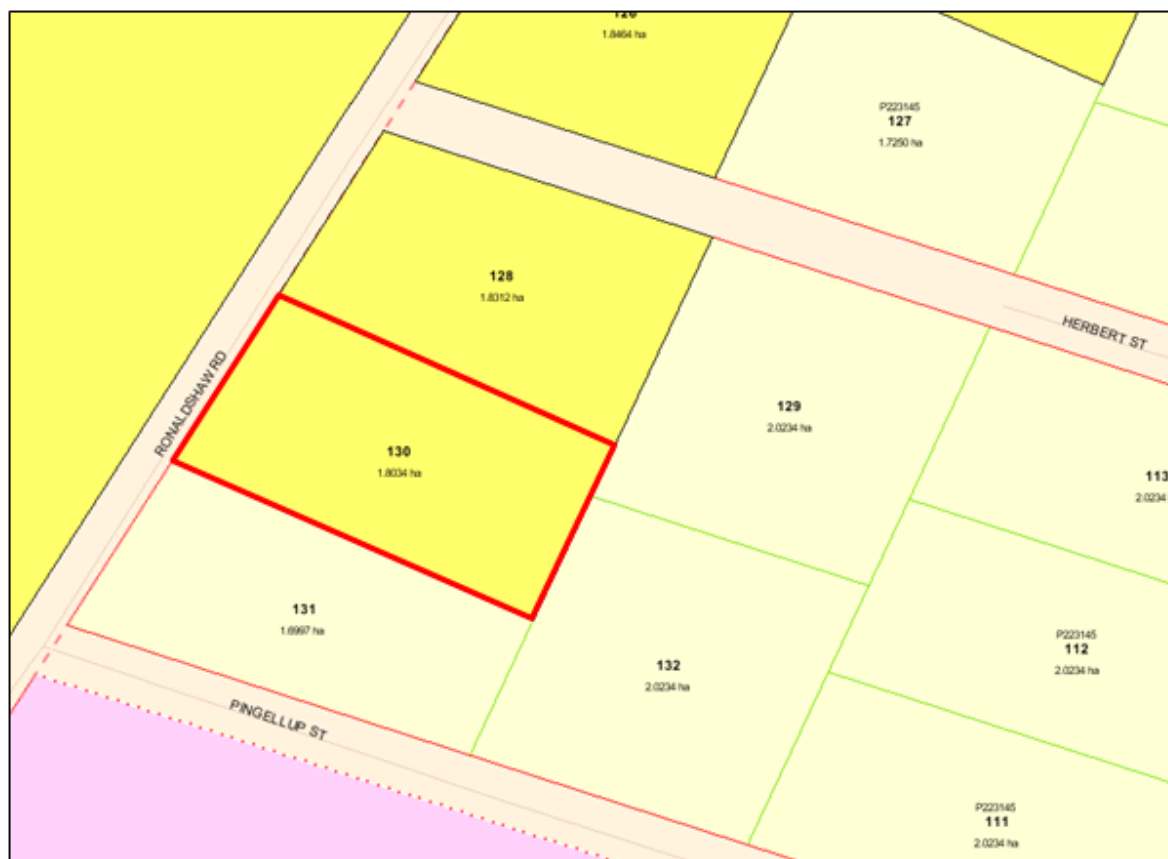 1.8464 ha
P223145
127
1.7250 ha
128
1.8312 ha
HERBERT ST
RONALDSHAW RD
129
2.0234 ha
130
1.8034 ha
113
2.0234
131
1.6997 ha
P223145
112
2.0234 ha
132
2.0234 ha
PINGELLUP ST
P223145
111
2.0234 ha